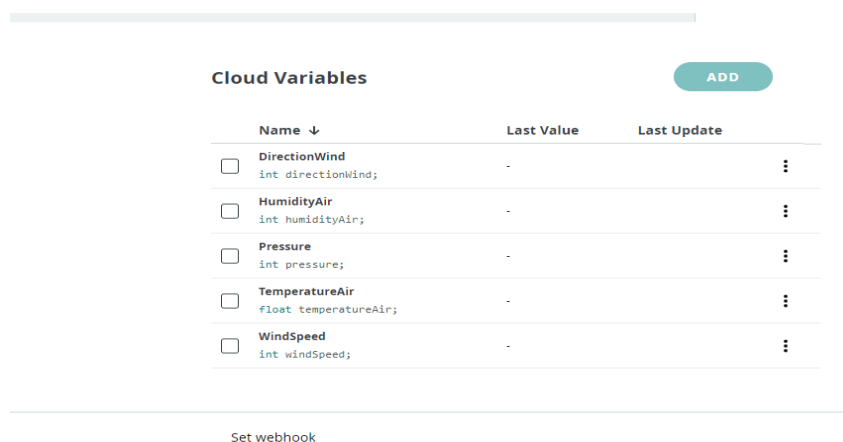 Cloud Variables
ADD
Name ↓ Last Value Last Update
DirectionWind
int directionWind; -
HumidityAir
int humidityAir; -
Pressure
int pressure; -
TemperatureAir
float temperatureAir; -
WindSpeed
int windSpeed; -
Set webhook